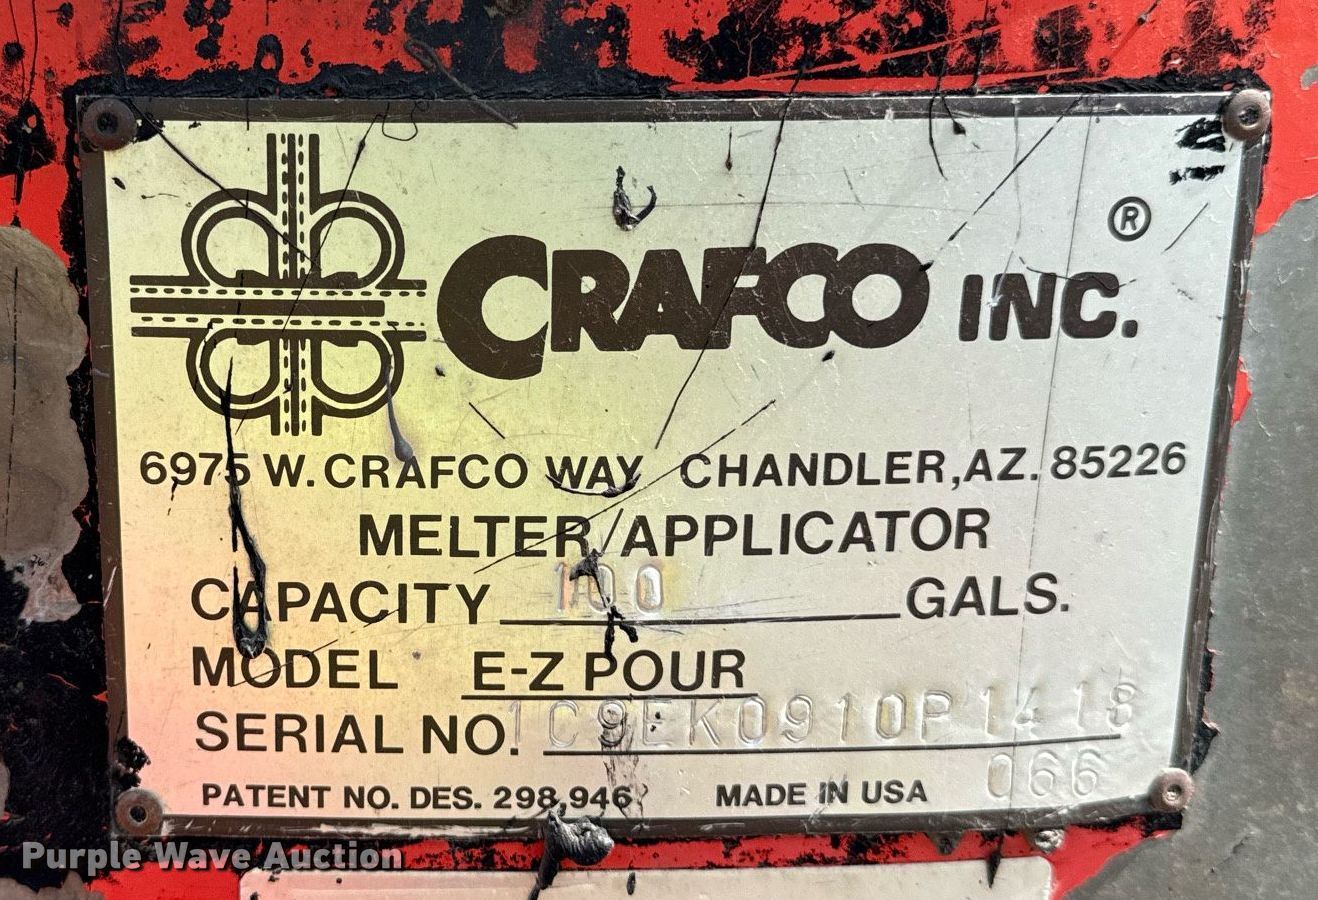 ®
CRAFCO INC.
6975 W. CRAFCO WAY CHANDLER, AZ. 85226
MELTER/APPLICATOR
CAPACITY 100 GALS.
MODEL E-Z POUR
SERIAL NO. 1C9EK0910P1418
066
PATENT NO. DES. 298,946 MADE IN USA
Purple Wave Auction